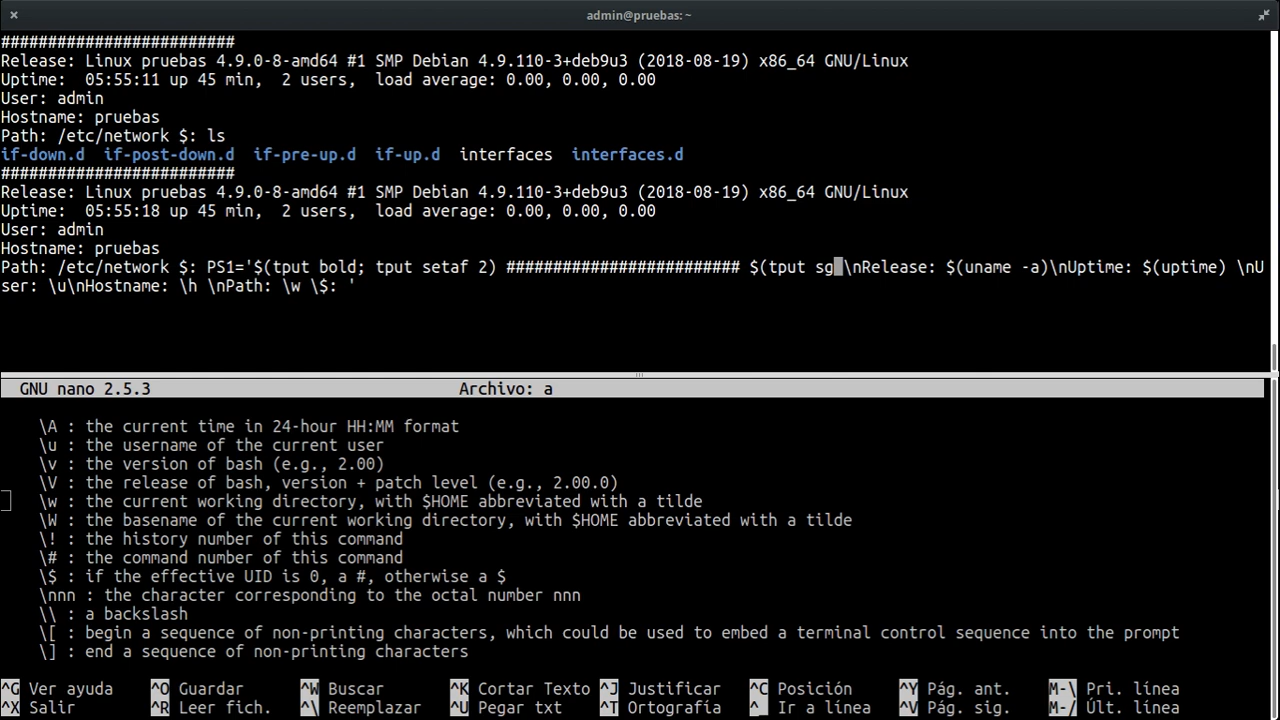 admin@pruebas: ~
#########################
Release: Linux pruebas 4.9.0-8-amd64 #1 SMP Debian 4.9.110-3+deb9u3 (2018-08-19) x86_64 GNU/Linux
Uptime:  05:55:11 up 45 min,  2 users,  load average: 0.00, 0.00, 0.00
User: admin
Hostname: pruebas
Path: /etc/network $: ls
if-down.d  if-post-down.d  if-pre-up.d  if-up.d  interfaces  interfaces.d
#########################
Release: Linux pruebas 4.9.0-8-amd64 #1 SMP Debian 4.9.110-3+deb9u3 (2018-08-19) x86_64 GNU/Linux
Uptime:  05:55:18 up 45 min,  2 users,  load average: 0.00, 0.00, 0.00
User: admin
Hostname: pruebas
Path: /etc/network $: PS1='$(tput bold; tput setaf 2) ######################### $(tput sg\nRelease: $(uname -a)\nUptime: $(uptime) \nU
ser: \u\nHostname: \h \nPath: \w \$: '
GNU nano 2.5.3 Archivo: a
\A : the current time in 24-hour HH:MM format
\u : the username of the current user
\v : the version of bash (e.g., 2.00)
\V : the release of bash, version + patch level (e.g., 2.00.0)
\w : the current working directory, with $HOME abbreviated with a tilde
\W : the basename of the current working directory, with $HOME abbreviated with a tilde
\! : the history number of this command
\# : the command number of this command
\$ : if the effective UID is 0, a #, otherwise a $
\nnn : the character corresponding to the octal number nnn
\\ : a backslash
\[ : begin a sequence of non-printing characters, which could be used to embed a terminal control sequence into the prompt
\] : end a sequence of non-printing characters
^G Ver ayuda ^O Guardar ^W Buscar ^K Cortar Texto ^J Justificar ^C Posición ^Y Pág. ant. M-\ Pri. línea
^X Salir ^R Leer fich. ^\ Reemplazar ^U Pegar txt ^T Ortografía ^_ Ir a línea ^V Pág. sig. M-/ Últ. línea